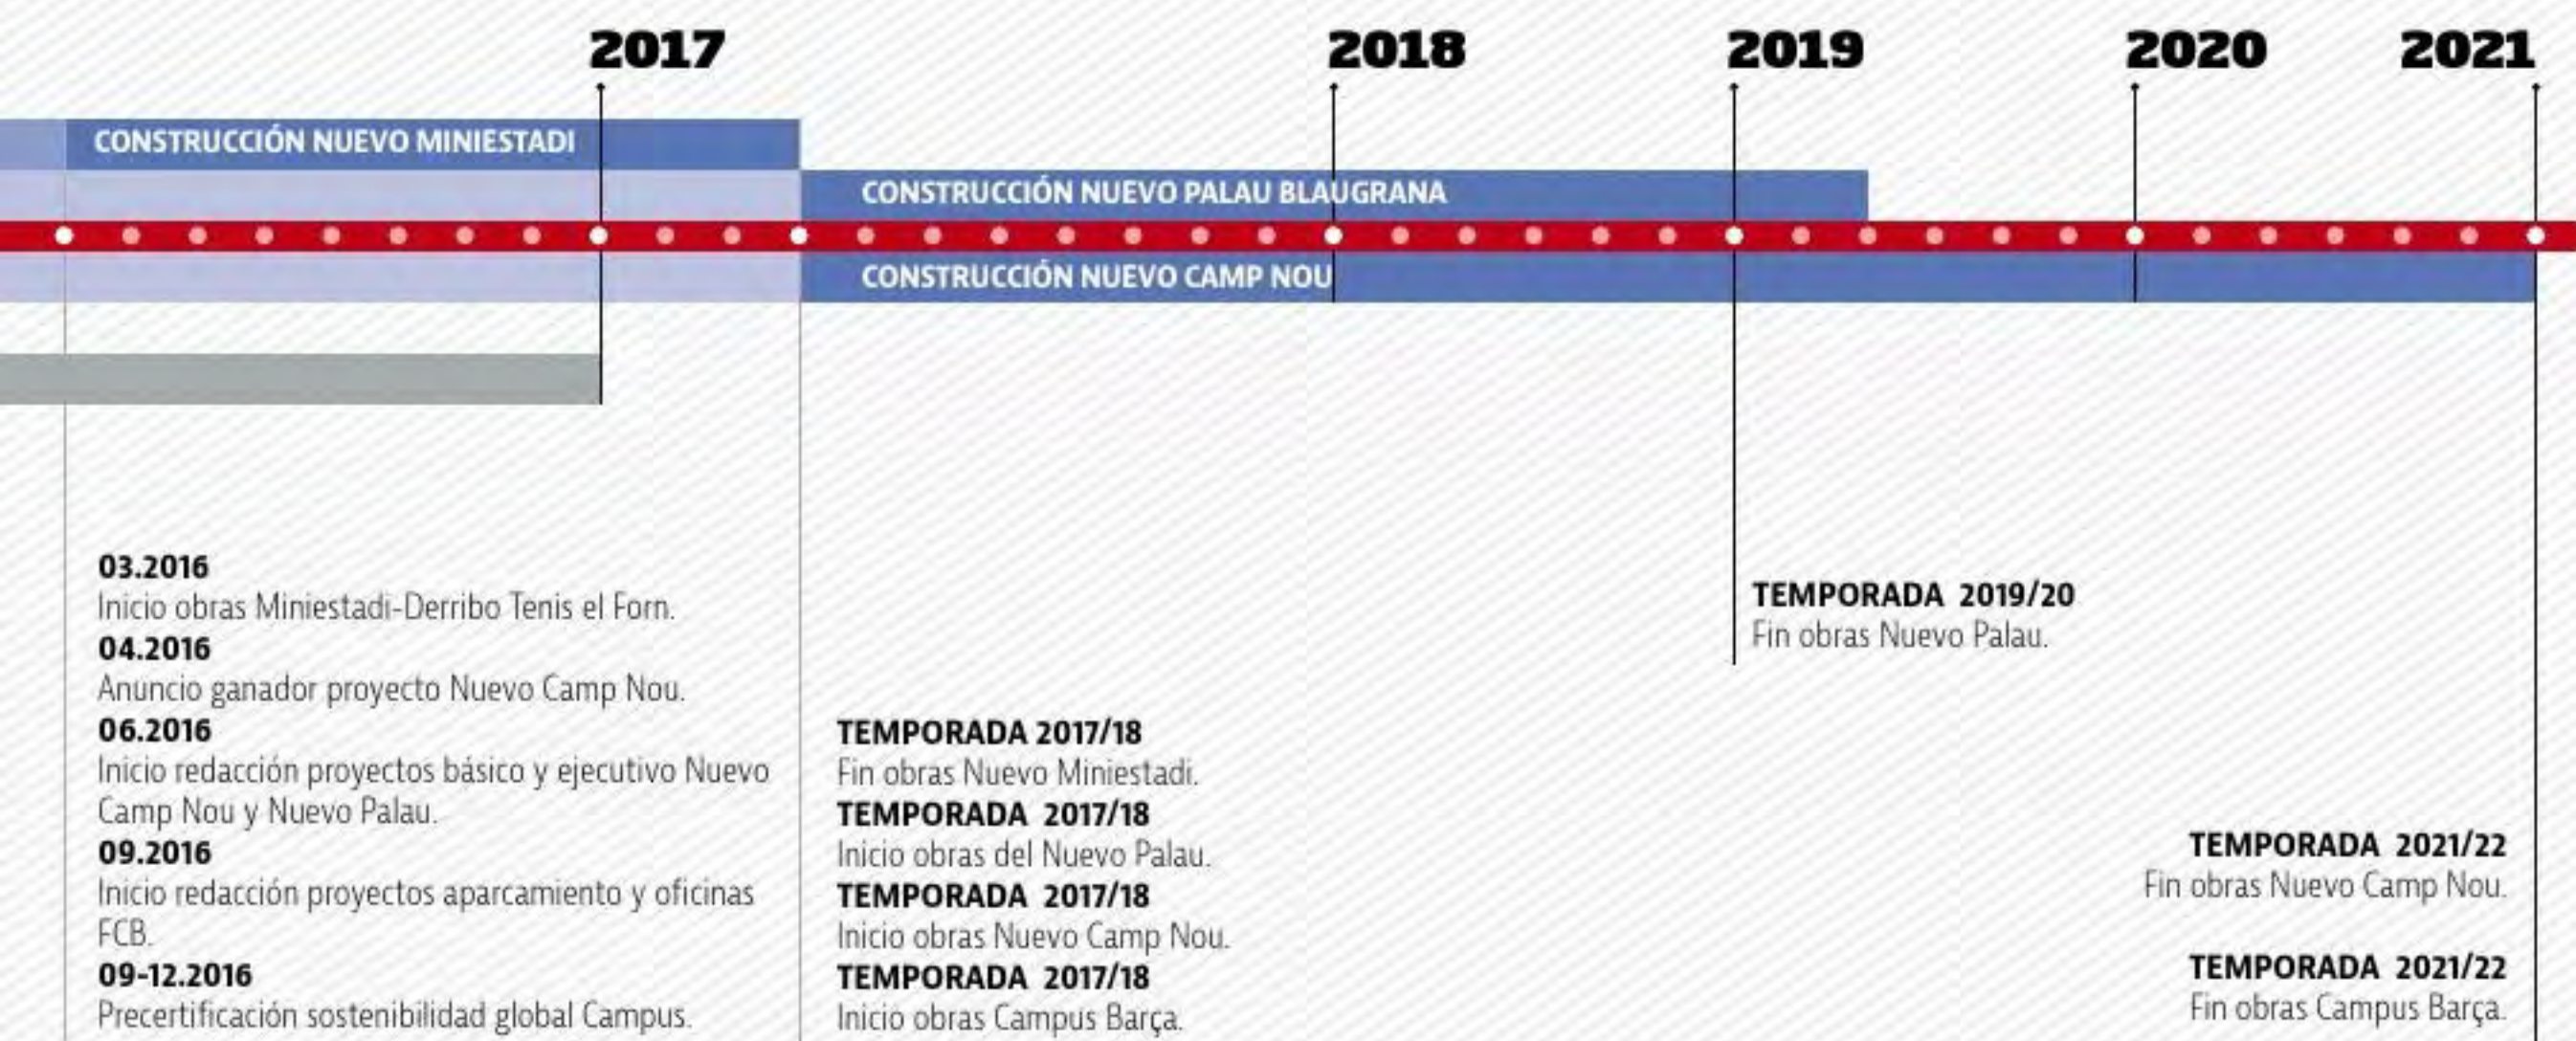 2017
2018
2019
2020
2021
CONSTRUCCIÓN NUEVO MINIESTADI
CONSTRUCCIÓN NUEVO PALAU BLAUGRANA
CONSTRUCCIÓN NUEVO CAMP NOU
03.2016
Inicio obras Miniestadi-Derribo Tenis el Forn.
04.2016
Anuncio ganador proyecto Nuevo Camp Nou.
06.2016
Inicio redacción proyectos básico y ejecutivo Nuevo
Camp Nou y Nuevo Palau.
09.2016
Inicio redacción proyectos aparcamiento y oficinas
FCB.
09-12.2016
Precertificación sostenibilidad global Campus.
TEMPORADA 2017/18
Fin obras Nuevo Miniestadi.
TEMPORADA 2017/18
Inicio obras del Nuevo Palau.
TEMPORADA 2017/18
Inicio obras Nuevo Camp Nou.
TEMPORADA 2017/18
Inicio obras Campus Barça.
TEMPORADA 2019/20
Fin obras Nuevo Palau.
TEMPORADA 2021/22
Fin obras Nuevo Camp Nou.
TEMPORADA 2021/22
Fin obras Campus Barça.